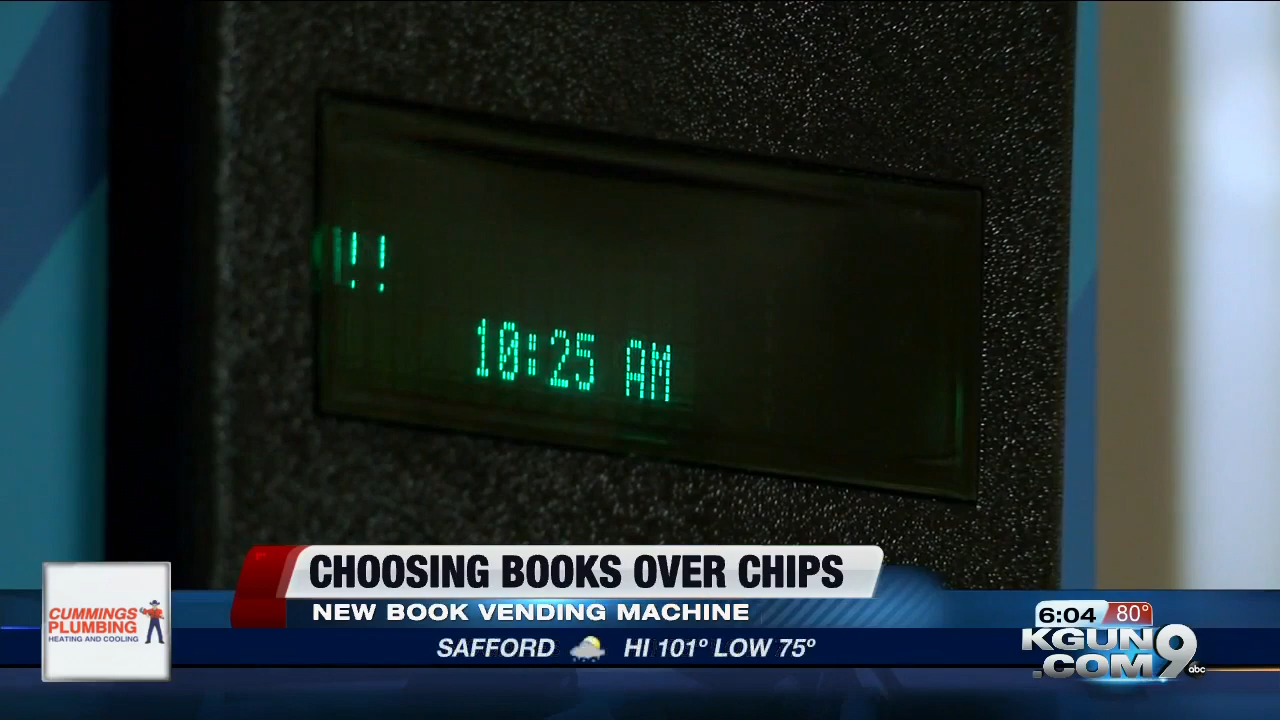 !!
10:25 AM
CHOOSING BOOKS OVER CHIPS
NEW BOOK VENDING MACHINE
CUMMINGS
PLUMBING
HEATING AND COOLING
SAFFORD HI 101° LOW 75°
6:04 80°
KGUN9
.COM
abc